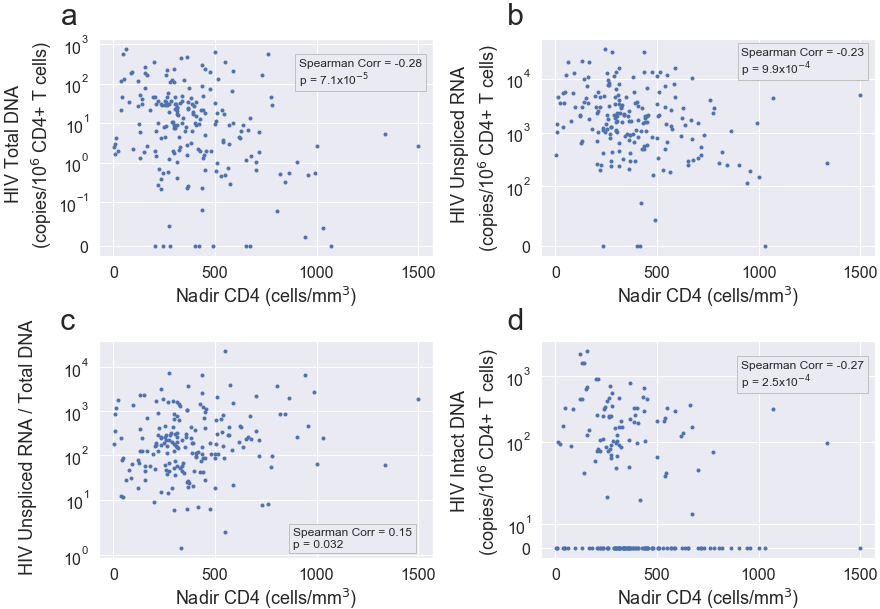 a
HIV Total DNA
(copies/10⁶ CD4+ T cells)
10³
10²
10¹
10⁰
10⁻¹
0
Spearman Corr = -0.28
p = 7.1x10⁻⁵
0 500 1000 1500
Nadir CD4 (cells/mm³)
b
HIV Unspliced RNA
(copies/10⁶ CD4+ T cells)
10⁴
10³
10²
0
Spearman Corr = -0.23
p = 9.9x10⁻⁴
0 500 1000 1500
Nadir CD4 (cells/mm³)
c
HIV Unspliced RNA / Total DNA
10⁴
10³
10²
10¹
10⁰
Spearman Corr = 0.15
p = 0.032
0 500 1000 1500
Nadir CD4 (cells/mm³)
d
HIV Intact DNA
(copies/10⁶ CD4+ T cells)
10³
10²
10¹
0
Spearman Corr = -0.27
p = 2.5x10⁻⁴
0 500 1000 1500
Nadir CD4 (cells/mm³)